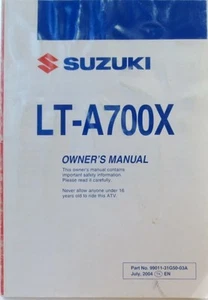 SUZUKI
LT-A700X
OWNER'S MANUAL
This owner's manual contains
important safety information.
Please read it carefully.
Never allow anyone under 16
years old to ride this ATV.
Part No. 99011-31G50-03A
July, 2004 EN